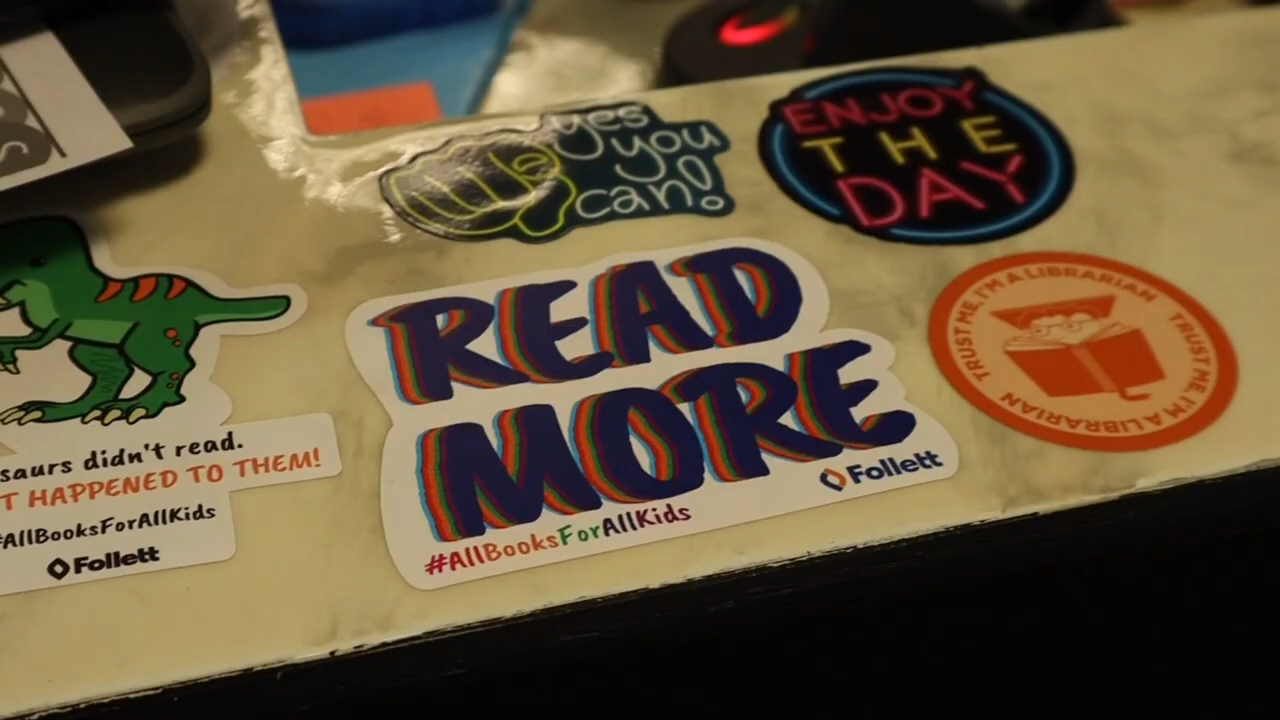 yes
you
can!
ENJOY
THE
DAY
READ
MORE
Follett
#AllBooksForAllKids
TRUST ME, I'M A LIBRARIAN
TRUST ME, I'M A LIBRARIAN
saurs didn't read.
T HAPPENED TO THEM!
#AllBooksForAllKids
Follett